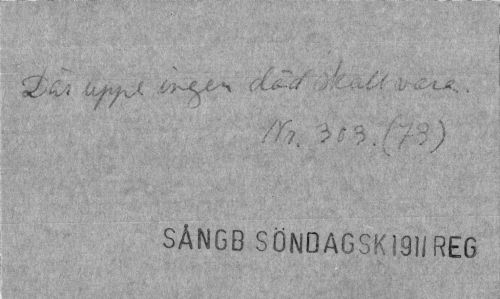 Där uppe ingen död skall vara.
Nr. 303. (73)
SÅNGB SÖNDAGSK 1911 REG